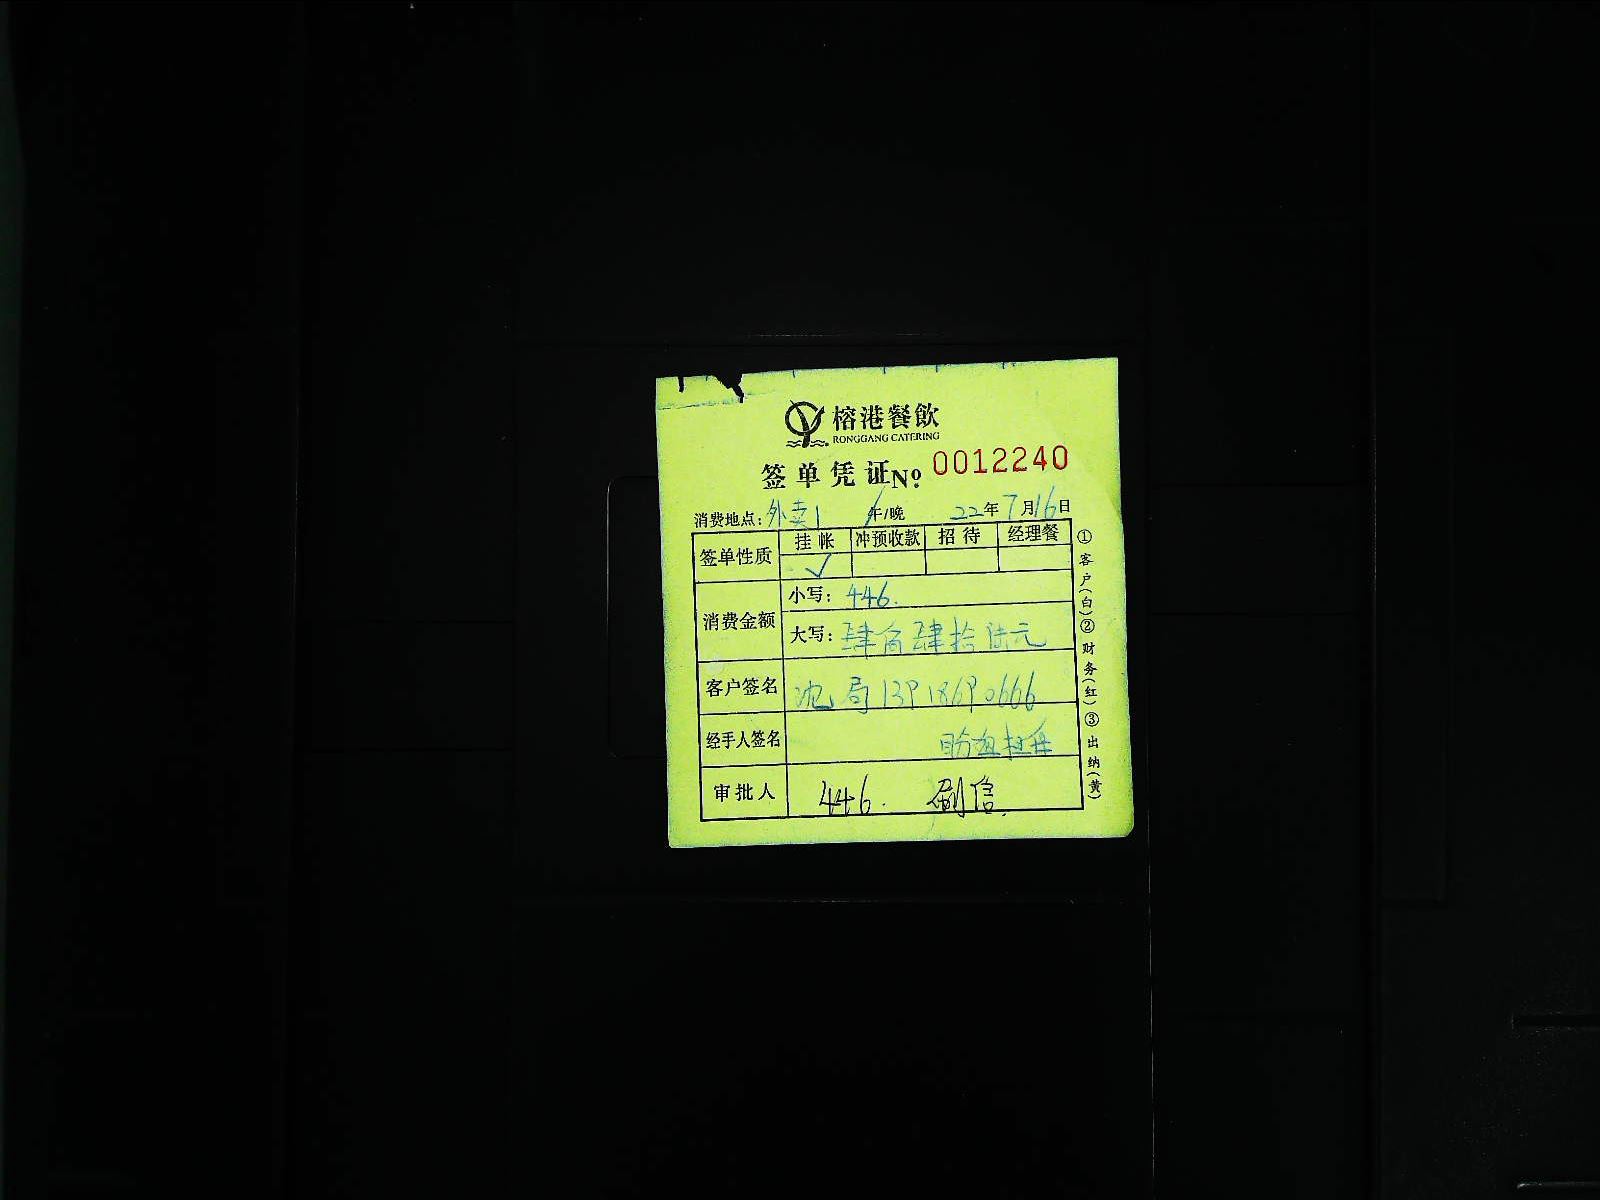 榕港餐飲
RONGGANG CATERING
签单凭证 No: 0012240
消费地点: 外卖1 午/晚 22年7月16日
签单性质 挂帐 冲预收款 招待 经理餐
✓
消费金额 小写: 446.
大写: 肆佰肆拾陆元
客户签名 沈局 13918690666
经手人签名
审批人 446.
①客户(白)②财务(红)③出纳(黄)